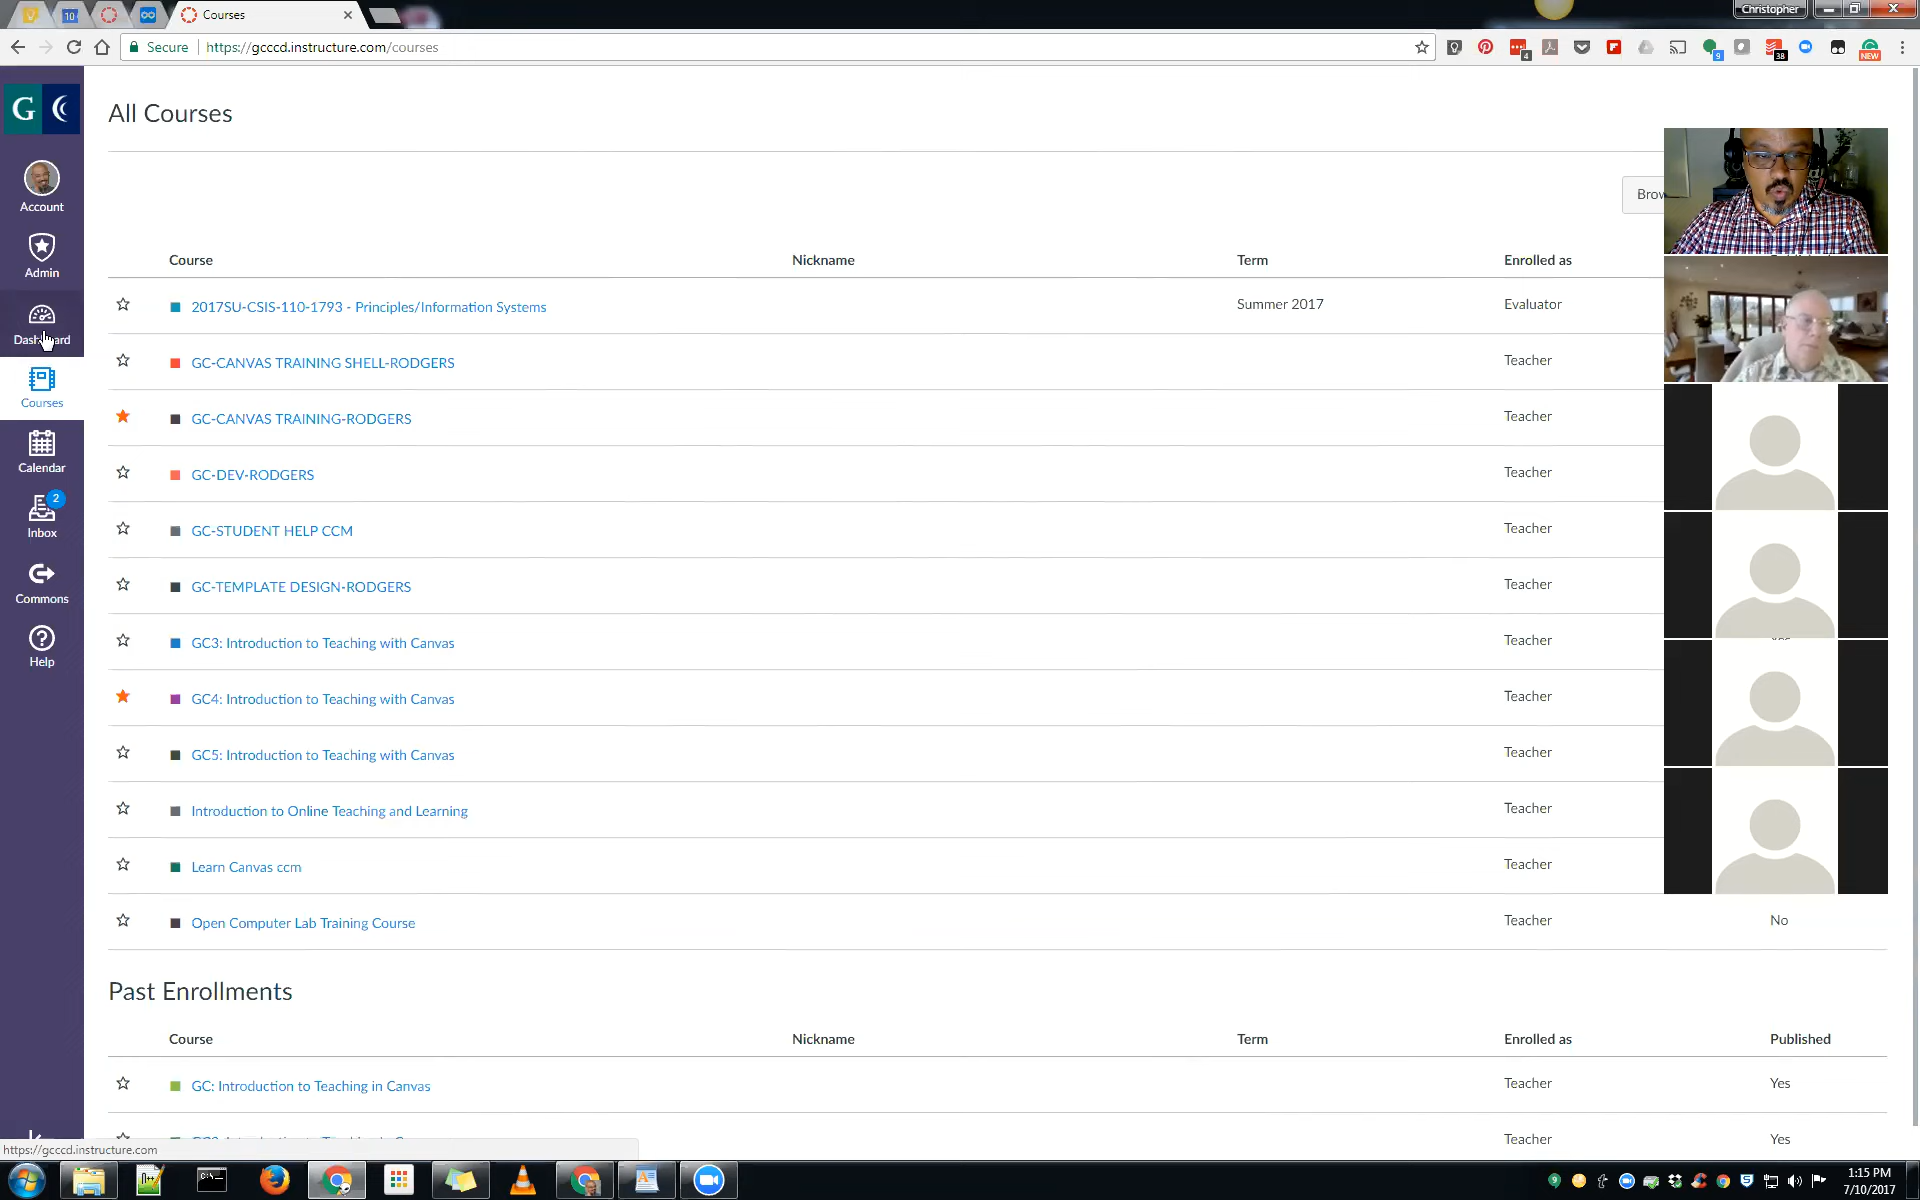 Courses
Christopher
Secure
https://gcccd.instructure.com/courses
4
9
38
NEW
G
Account
Admin
Dashboard
Courses
Calendar
2
Inbox
Commons
Help
All Courses
Brow
Course Nickname Term Enrolled as
2017SU-CSIS-110-1793 - Principles/Information Systems Summer 2017 Evaluator
GC-CANVAS TRAINING SHELL-RODGERS Teacher
GC-CANVAS TRAINING-RODGERS Teacher
GC-DEV-RODGERS Teacher
GC-STUDENT HELP CCM Teacher
GC-TEMPLATE DESIGN-RODGERS Teacher
GC3: Introduction to Teaching with Canvas Teacher
GC4: Introduction to Teaching with Canvas Teacher
GC5: Introduction to Teaching with Canvas Teacher
Introduction to Online Teaching and Learning Teacher
Learn Canvas ccm Teacher
Open Computer Lab Training Course Teacher No
Past Enrollments
Course Nickname Term Enrolled as Published
GC: Introduction to Teaching in Canvas Teacher Yes
Teacher Yes
https://gcccd.instructure.com
1:15 PM
7/10/2017